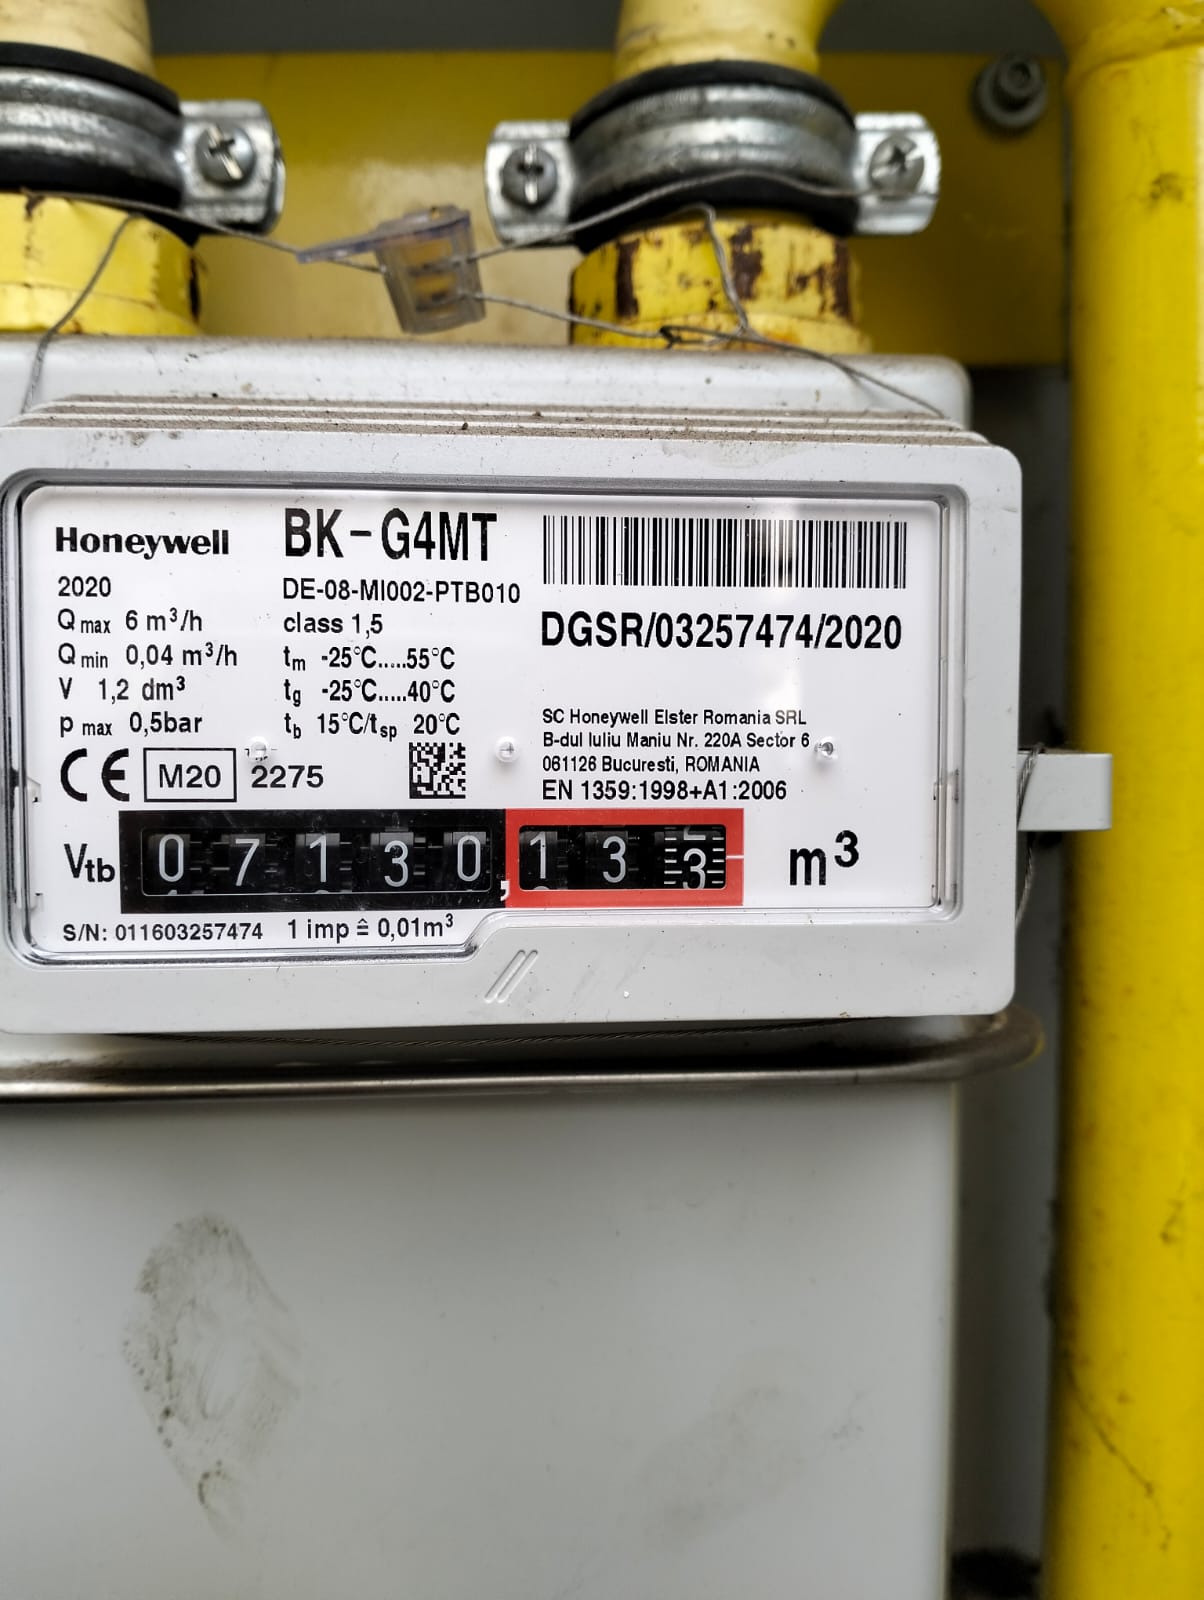 Honeywell
2020
Q max 6 m³/h
Q min 0,04 m³/h
V 1,2 dm³
p max 0,5bar
CE M20 2275
BK-G4MT
DE-08-MI002-PTB010
class 1,5
tm -25°C.....55°C
tg -25°C.....40°C
tb 15°C/tsp 20°C
DGSR/03257474/2020
SC Honeywell Elster Romania SRL
B-dul Iuliu Maniu Nr. 220A Sector 6
061126 Bucuresti, ROMANIA
EN 1359:1998+A1:2006
Vtb 07130,133 m³
S/N: 011603257474 1 imp ≙ 0,01m³